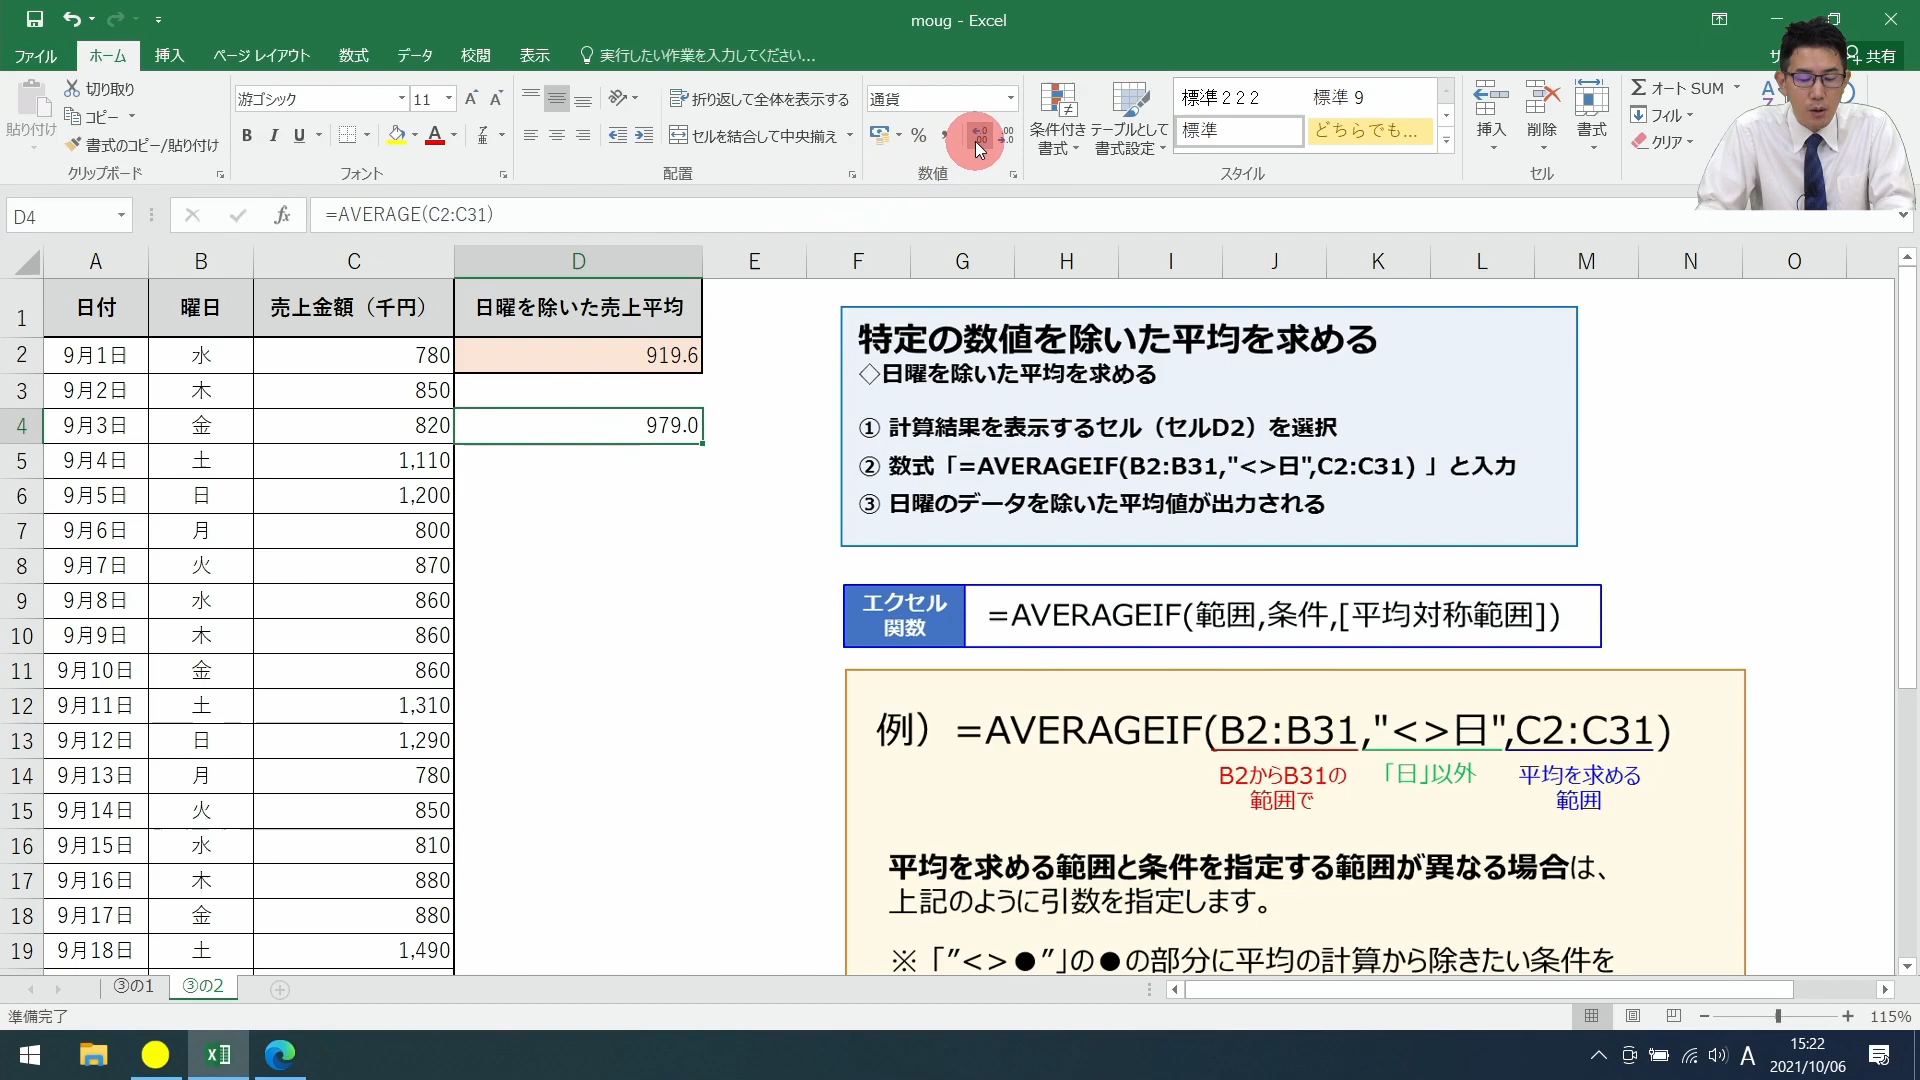 moug - Excel
ファイル ホーム 挿入 ページ レイアウト 数式 データ 校閲 表示 実行したい作業を入力してください... サ 共有
貼り付け 切り取り コピー 書式のコピー/貼り付け クリップボード
游ゴシック 11 A A B I U A フォント
折り返して全体を表示する セルを結合して中央揃え 配置
通貨 % 数値
条件付き書式 テーブルとして書式設定 標準 2 2 2 標準 9 標準 どちらでも... スタイル
挿入 削除 書式 セル
オート SUM フィル クリア
D4 fx =AVERAGE(C2:C31)
A B C D E F G H I J K L M N O
1 日付 曜日 売上金額（千円） 日曜を除いた売上平均
2 9月1日 水 780 919.6
3 9月2日 木 850
4 9月3日 金 820 979.0
5 9月4日 土 1,110
6 9月5日 日 1,200
7 9月6日 月 800
8 9月7日 火 870
9 9月8日 水 860
10 9月9日 木 860
11 9月10日 金 860
12 9月11日 土 1,310
13 9月12日 日 1,290
14 9月13日 月 780
15 9月14日 火 850
16 9月15日 水 810
17 9月16日 木 880
18 9月17日 金 880
19 9月18日 土 1,490
特定の数値を除いた平均を求める
◇日曜を除いた平均を求める
① 計算結果を表示するセル（セルD2）を選択
② 数式「=AVERAGEIF(B2:B31,"<>日",C2:C31) 」と入力
③ 日曜のデータを除いた平均値が出力される
エクセル
関数
=AVERAGEIF(範囲,条件,[平均対称範囲])
例）=AVERAGEIF(B2:B31,"<>日",C2:C31)
B2からB31の
範囲で
「日」以外
平均を求める
範囲
平均を求める範囲と条件を指定する範囲が異なる場合は、
上記のように引数を指定します。
※「”<>●”」の●の部分に平均の計算から除きたい条件を
③の1 ③の2
準備完了 115%
A 15:22
2021/10/06